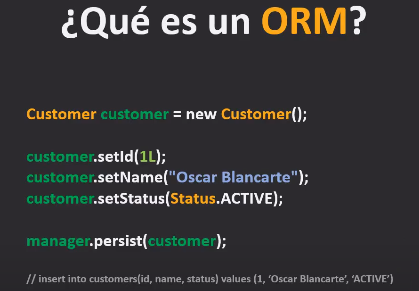 ¿Qué es un ORM?
Customer customer = new Customer();
customer.setId(1L);
customer.setName("Oscar Blancarte");
customer.setStatus(Status.ACTIVE);
manager.persist(customer);
// insert into customers(id, name, status) values (1, ‘Oscar Blancarte’, ‘ACTIVE’)